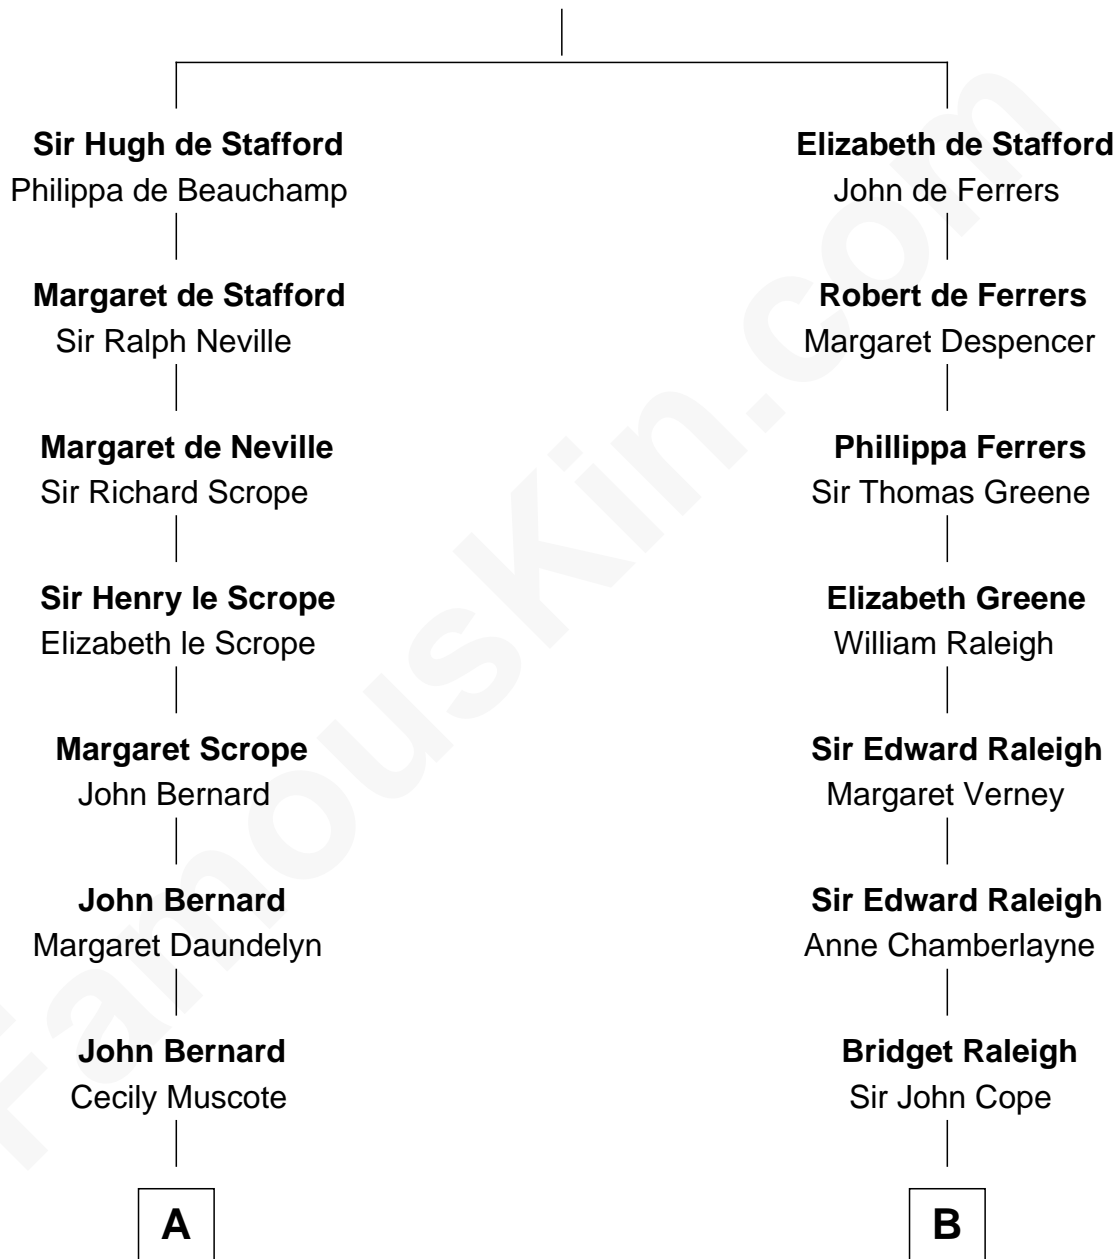 Sir Hugh de Stafford
Philippa de Beauchamp
Margaret de Stafford
Sir Ralph Neville
Margaret de Neville
Sir Richard Scrope
Sir Henry le Scrope
Elizabeth le Scrope
Margaret Scrope
John Bernard
John Bernard
Margaret Daundelyn
John Bernard
Cecily Muscote
A
Elizabeth de Stafford
John de Ferrers
Robert de Ferrers
Margaret Despencer
Phillippa Ferrers
Sir Thomas Greene
Elizabeth Greene
William Raleigh
Sir Edward Raleigh
Margaret Verney
Sir Edward Raleigh
Anne Chamberlayne
Bridget Raleigh
Sir John Cope
B
FamousKin.com